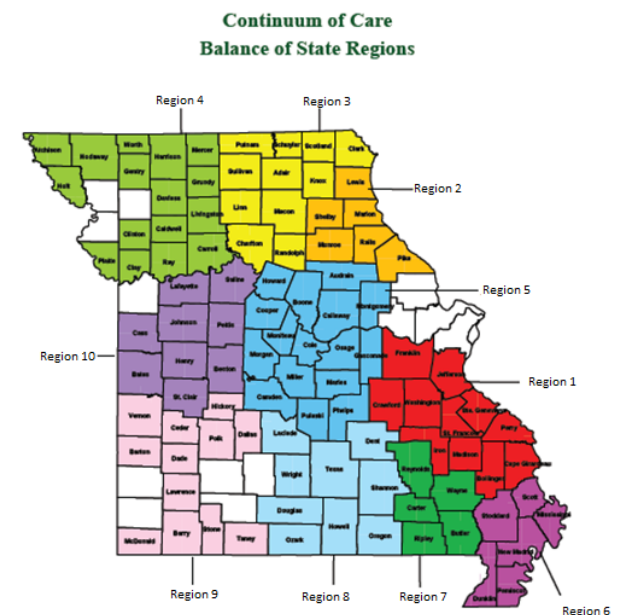 Continuum of Care
Balance of State Regions
Region 4
Region 3
Atchison
Nodaway
Worth
Harrison
Mercer
Putnam
Schuyler
Scotland
Clark
Gentry
Holt
Grundy
Sullivan
Adair
Knox
Lewis
Region 2
Daviess
Livingston
Linn
Macon
Shelby
Marion
Clinton
Caldwell
Carroll
Chariton
Randolph
Monroe
Ralls
Pike
Platte
Clay
Ray
Lafayette
Saline
Howard
Boone
Audrain
Region 5
Montgomery
Callaway
Cooper
Cass
Johnson
Pettis
Moniteau
Cole
Osage
Gasconade
Franklin
Region 10
Morgan
Henry
Benton
Miller
Maries
Jefferson
Region 1
Bates
St. Clair
Camden
Pulaski
Phelps
Crawford
Washington
Ste. Genevieve
St. Francois
Perry
Hickory
Vernon
Cedar
Polk
Dallas
Laclede
Dent
Iron
Madison
Cape Girardeau
Bollinger
Barton
Dade
Wright
Texas
Reynolds
Shannon
Wayne
Lawrence
Scott
Mississippi
Stoddard
Douglas
Carter
McDonald
Barry
Stone
Taney
Ozark
Howell
Oregon
Ripley
Butler
New Madrid
Pemiscot
Dunklin
Region 9
Region 8
Region 7
Region 6